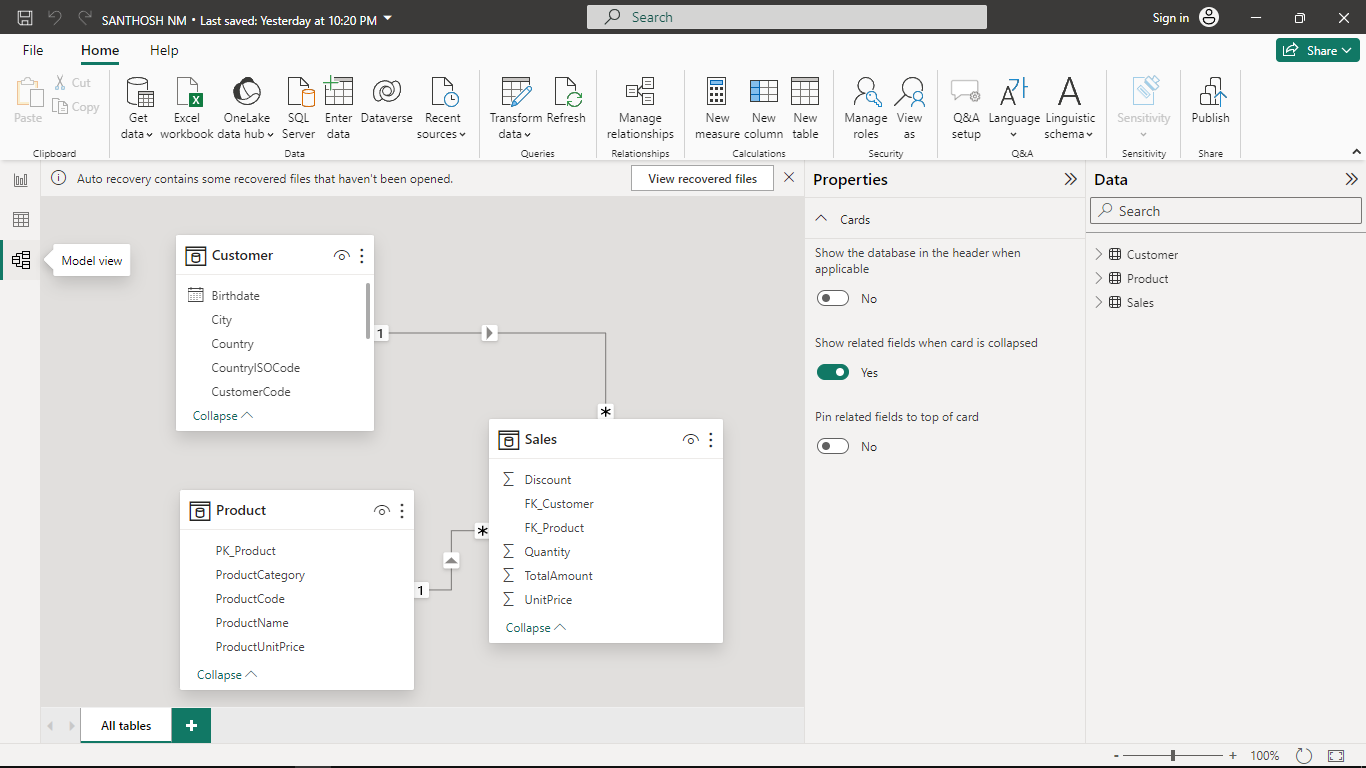 SANTHOSH NM • Last saved: Yesterday at 10:20 PM
Search
Sign in
File
Home
Help
Share
Paste
Cut
Copy
Clipboard
Get data
Excel workbook
OneLake data hub
SQL Server
Enter data
Dataverse
Recent sources
Data
Transform data
Refresh
Queries
Manage relationships
Relationships
New measure
New column
New table
Calculations
Manage roles
View as
Security
Q&A setup
Language
Linguistic schema
Q&A
Sensitivity
Sensitivity
Publish
Share
Auto recovery contains some recovered files that haven't been opened.
View recovered files
Model view
Customer
Birthdate
City
Country
CountryISOCode
CustomerCode
Collapse
1
*
Sales
Discount
FK_Customer
FK_Product
Quantity
TotalAmount
UnitPrice
Collapse
Product
PK_Product
ProductCategory
ProductCode
ProductName
ProductUnitPrice
Collapse
1
*
All tables
+
Properties
Cards
Show the database in the header when
applicable
No
Show related fields when card is collapsed
Yes
Pin related fields to top of card
No
Data
Search
Customer
Product
Sales
- + 100%